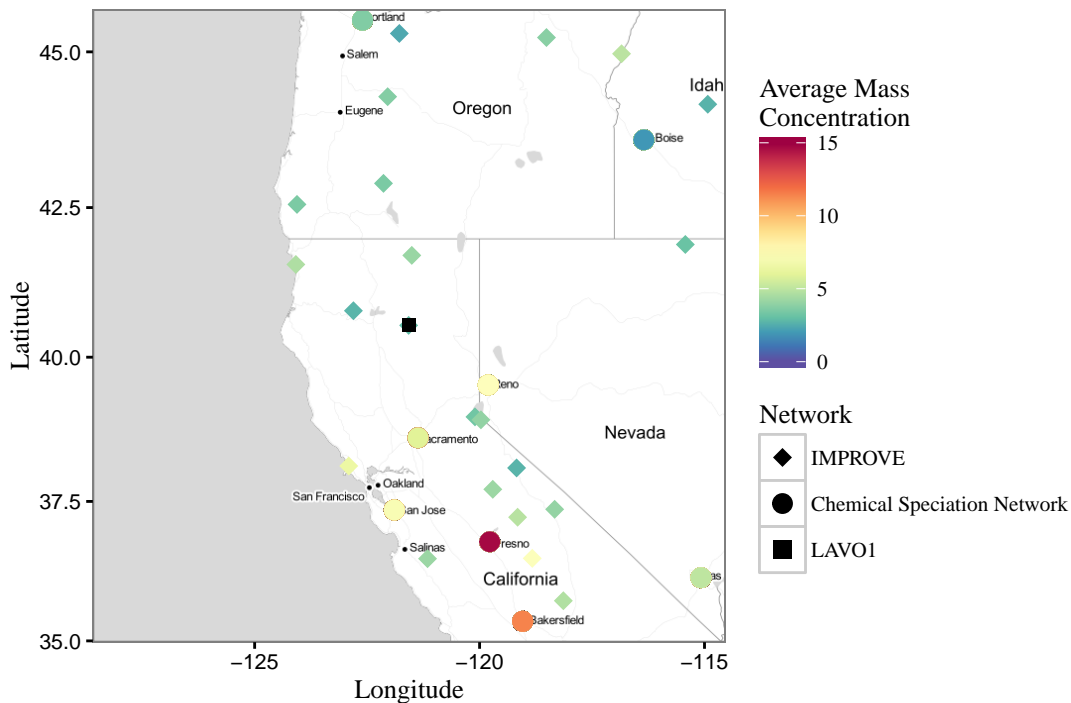 ortland
Salem
Eugene
Oregon
Idah
Boise
Reno
acramento
Nevada
Oakland
San Francisco
San Jose
Salinas
Fresno
California
as
Bakersfield
45.0
42.5
40.0
37.5
35.0
Latitude
−125
−120
−115
Longitude
Average Mass
Concentration
15
10
5
0
Network
IMPROVE
Chemical Speciation Network
LAVO1